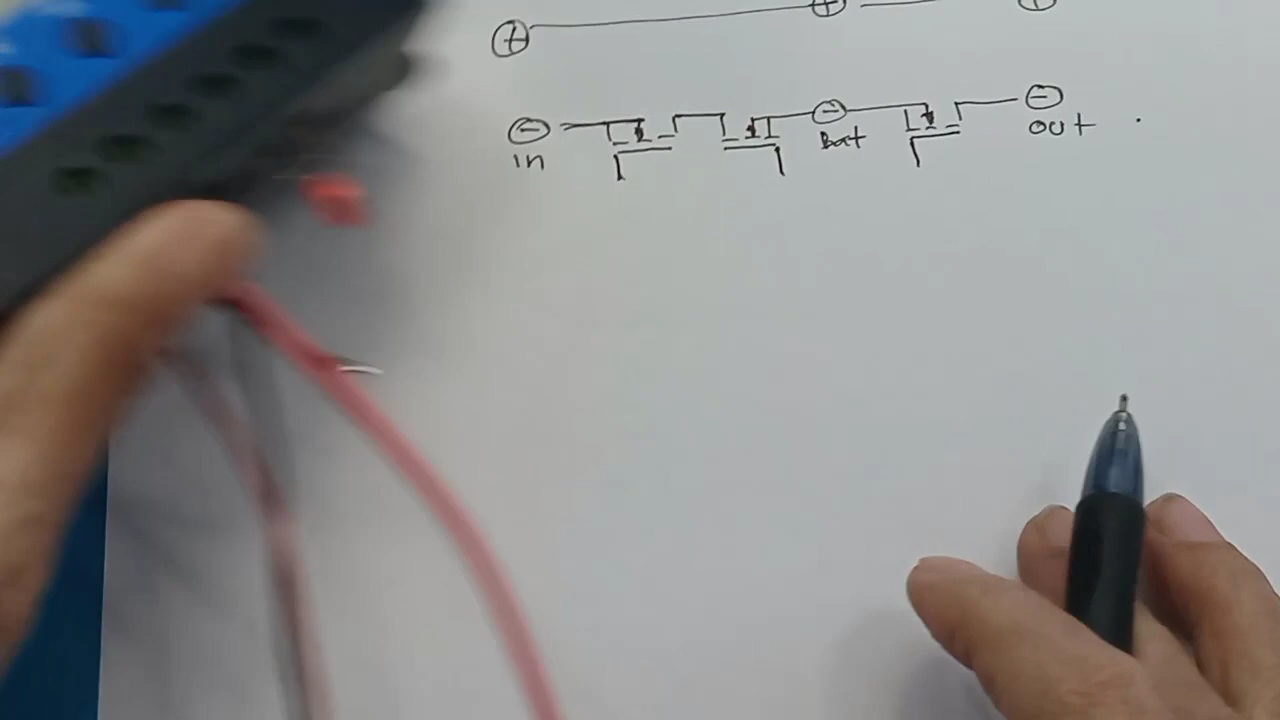 + + +
- - -
in Bat out